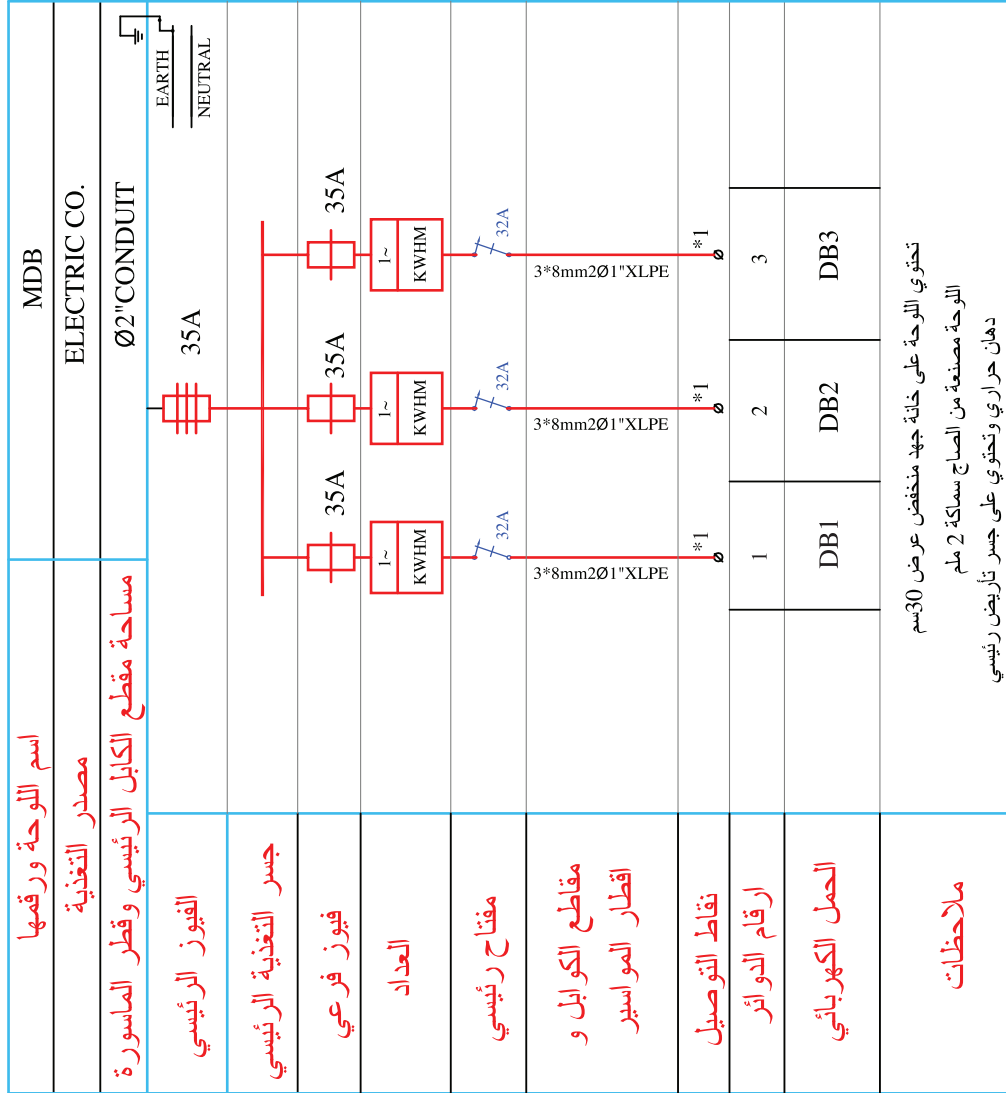 اسم اللوحة ورقمها
MDB
مصدر التغذية
ELECTRIC CO.
مساحة مقطع الكابل الرئيسي وقطر الماسورة
Ø2"CONDUIT
الفيوز الرئيسي
35A
EARTH
NEUTRAL
جسر التغذية الرئيسي
فيوز فرعي
35A
35A
35A
العداد
1~
KWHM
1~
KWHM
1~
KWHM
مفتاح رئيسي
32A
32A
32A
مقاطع الكوابل و
اقطار المواسير
3*8mm2Ø1"XLPE
3*8mm2Ø1"XLPE
3*8mm2Ø1"XLPE
نقاط التوصيل
*1
*1
*1
ارقام الدوائر
1
2
3
الحمل الكهربائي
DB1
DB2
DB3
ملاحظات
تحتوي اللوحة على خانة جهد منخفض عرض 30سم
اللوحة مصنعة من الصاج سماكة 2 ملم
دهان حراري وتحتوي على جسر تأريض رئيسي